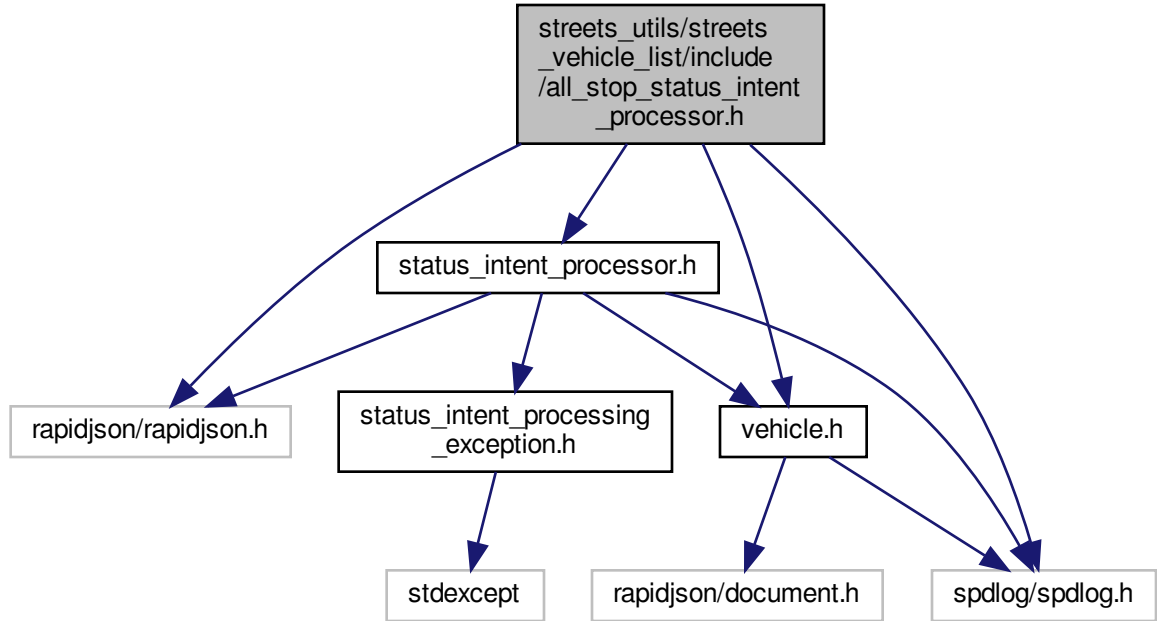 streets_utils/streets
_vehicle_list/include
/all_stop_status_intent
_processor.h
status_intent_processor.h
rapidjson/rapidjson.h
status_intent_processing
_exception.h
vehicle.h
stdexcept
rapidjson/document.h
spdlog/spdlog.h